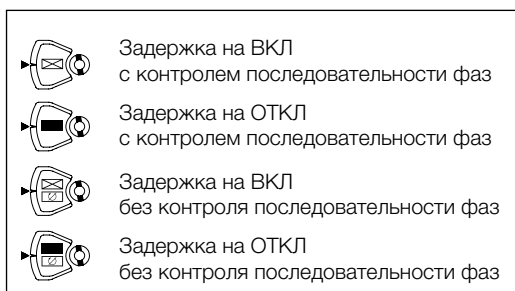 Задержка на ВКЛ
с контролем последовательности фаз
Задержка на ОТКЛ
с контролем последовательности фаз
Задержка на ВКЛ
без контроля последовательности фаз
Задержка на ОТКЛ
без контроля последовательности фаз